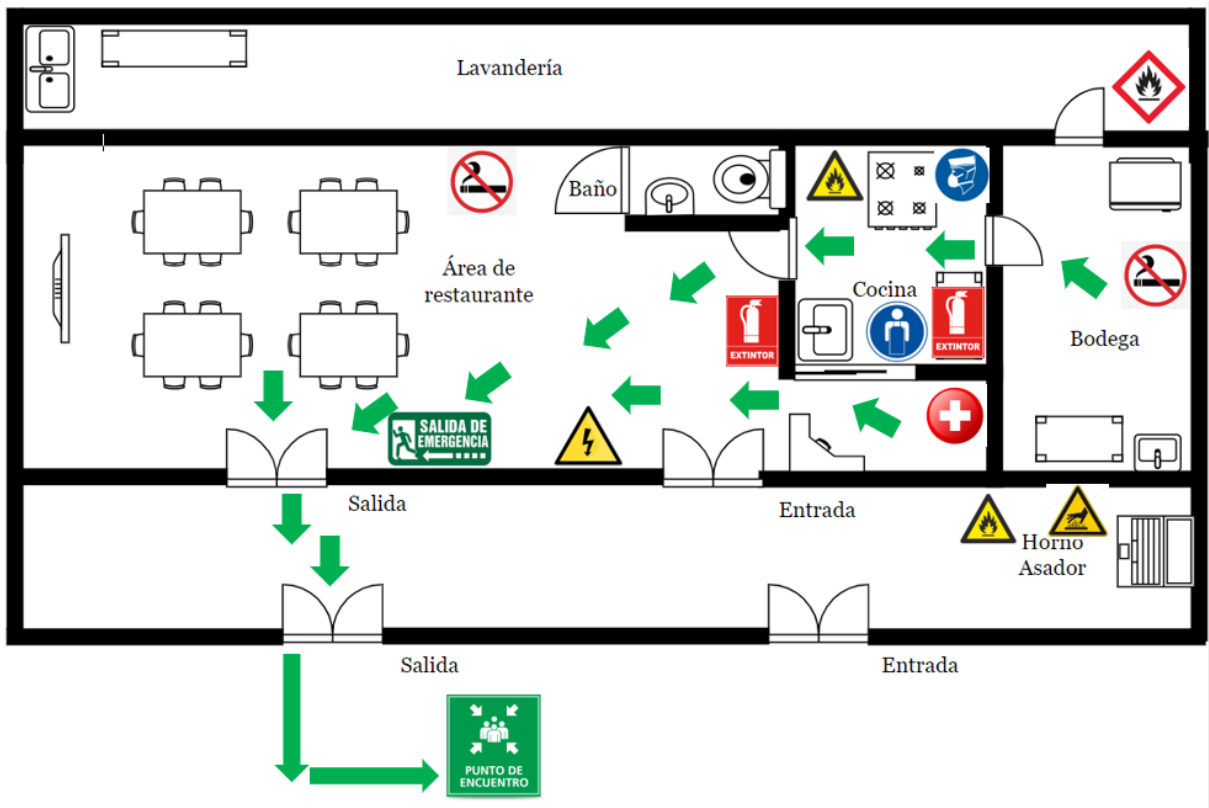 Lavandería
Baño
Área de
restaurante
Cocina
EXTINTOR
EXTINTOR
Bodega
SALIDA DE
EMERGENCIA
Salida
Entrada
Horno
Asador
Salida
Entrada
PUNTO DE
ENCUENTRO